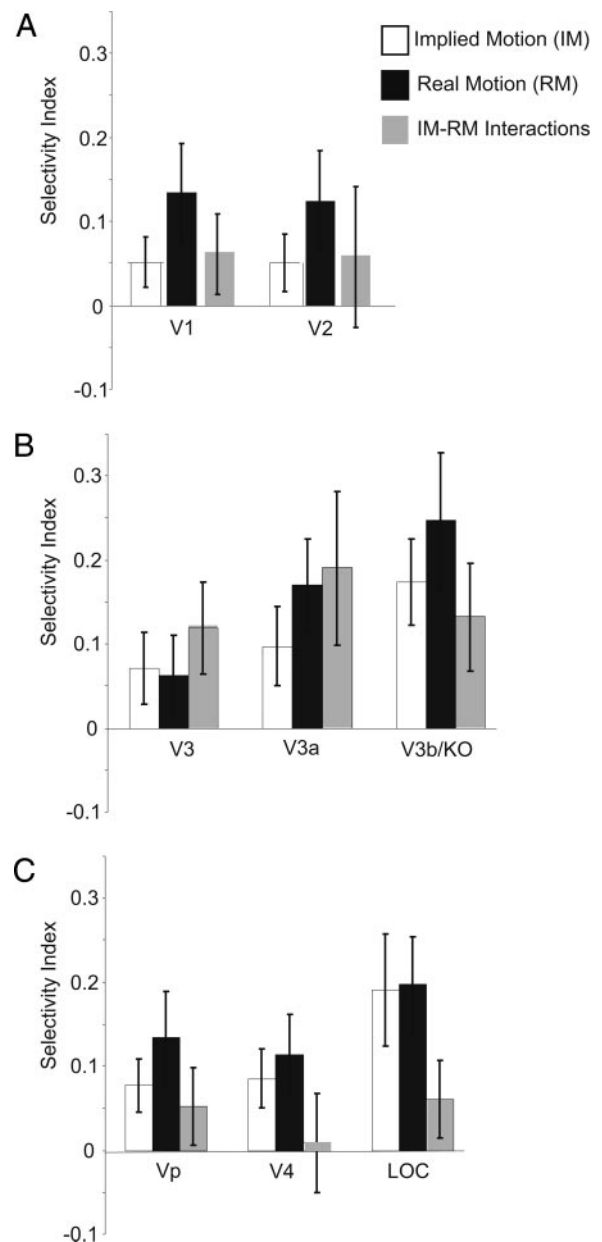 A
Implied Motion (IM)
Real Motion (RM)
IM-RM Interactions
Selectivity Index
0.3
0.2
0.1
0
-0.1
V1 V2
B
Selectivity Index
0.3
0.2
0.1
0
-0.1
V3 V3a V3b/KO
C
Selectivity Index
0.3
0.2
0.1
0
-0.1
Vp V4 LOC